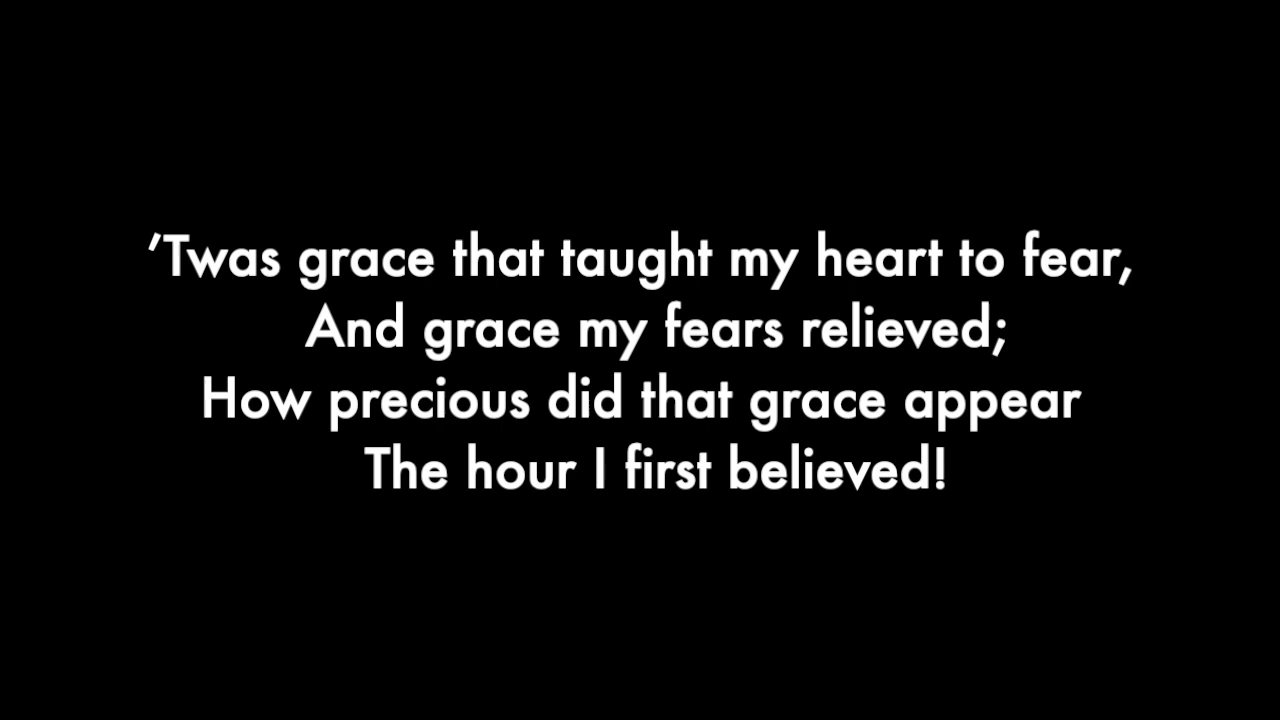 ’Twas grace that taught my heart to fear,
And grace my fears relieved;
How precious did that grace appear
The hour I first believed!